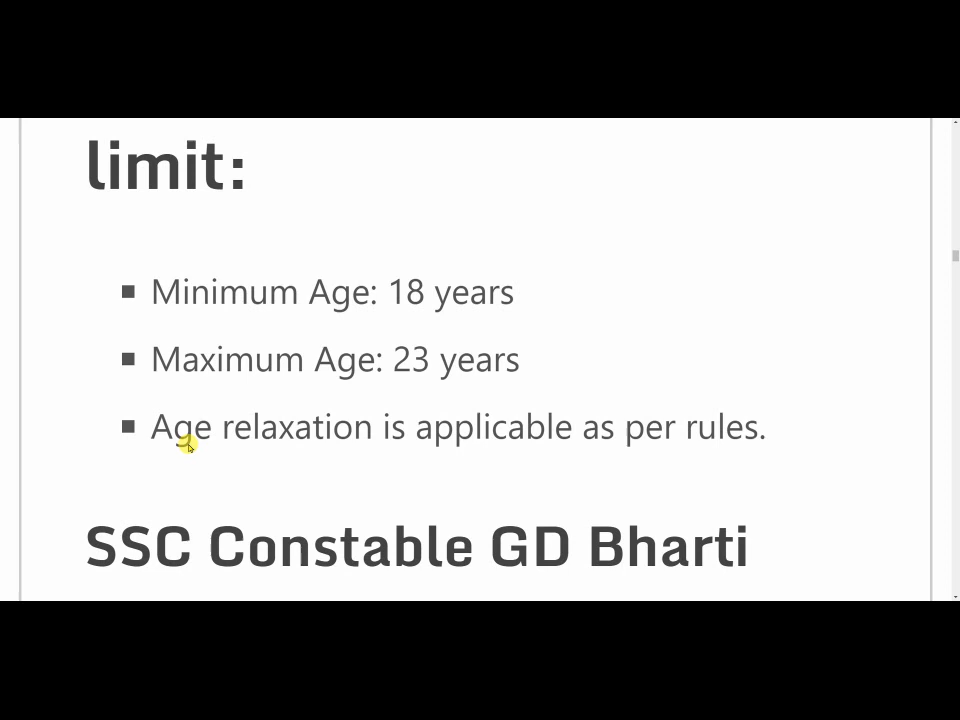 limit:
Minimum Age: 18 years
Maximum Age: 23 years
Age relaxation is applicable as per rules.
SSC Constable GD Bharti